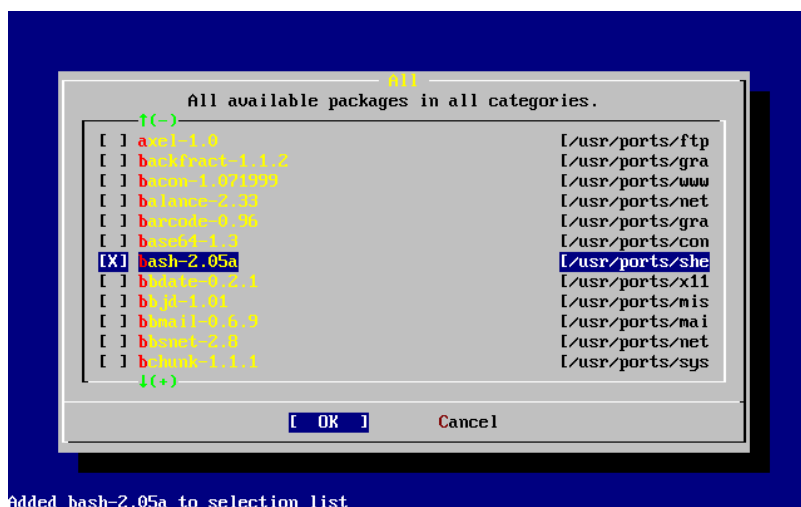 All
All available packages in all categories.
↑(-)
[ ] axel-1.0 [/usr/ports/ftp
[ ] backfract-1.1.2 [/usr/ports/gra
[ ] bacon-1.071999 [/usr/ports/www
[ ] balance-2.33 [/usr/ports/net
[ ] barcode-0.96 [/usr/ports/gra
[ ] base64-1.3 [/usr/ports/con
[X] bash-2.05a [/usr/ports/she
[ ] bbdate-0.2.1 [/usr/ports/x11
[ ] bbjd-1.01 [/usr/ports/mis
[ ] bbmail-0.6.9 [/usr/ports/mai
[ ] bbsnet-2.8 [/usr/ports/net
[ ] bchunk-1.1.1 [/usr/ports/sys
↓(+)
[ OK ] Cancel
Added bash-2.05a to selection list